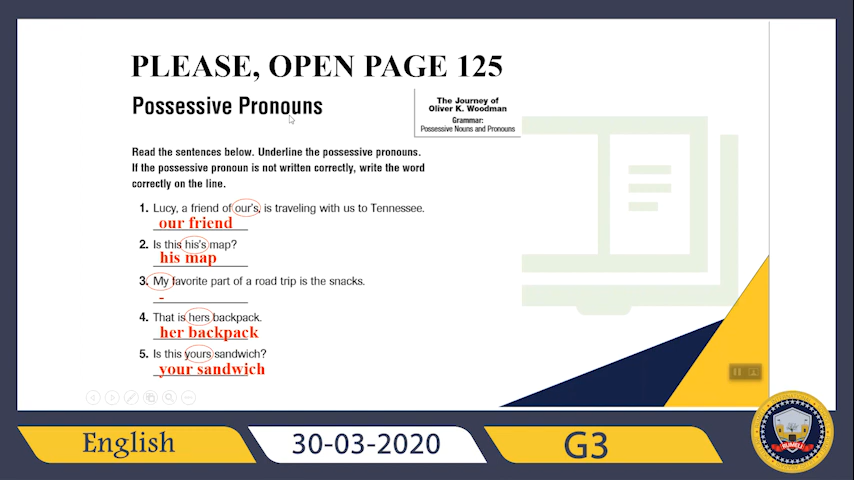 PLEASE, OPEN PAGE 125
Possessive Pronouns
The Journey of
Oliver K. Woodman
Grammar:
Possessive Nouns and Pronouns
Read the sentences below. Underline the possessive pronouns.
If the possessive pronoun is not written correctly, write the word
correctly on the line.
1. Lucy, a friend of our's, is traveling with us to Tennessee.
our friend
2. Is this his's map?
his map
3. My favorite part of a road trip is the snacks.
-
4. That is hers backpack.
her backpack
5. Is this yours sandwich?
your sandwich
English
30-03-2020
G3